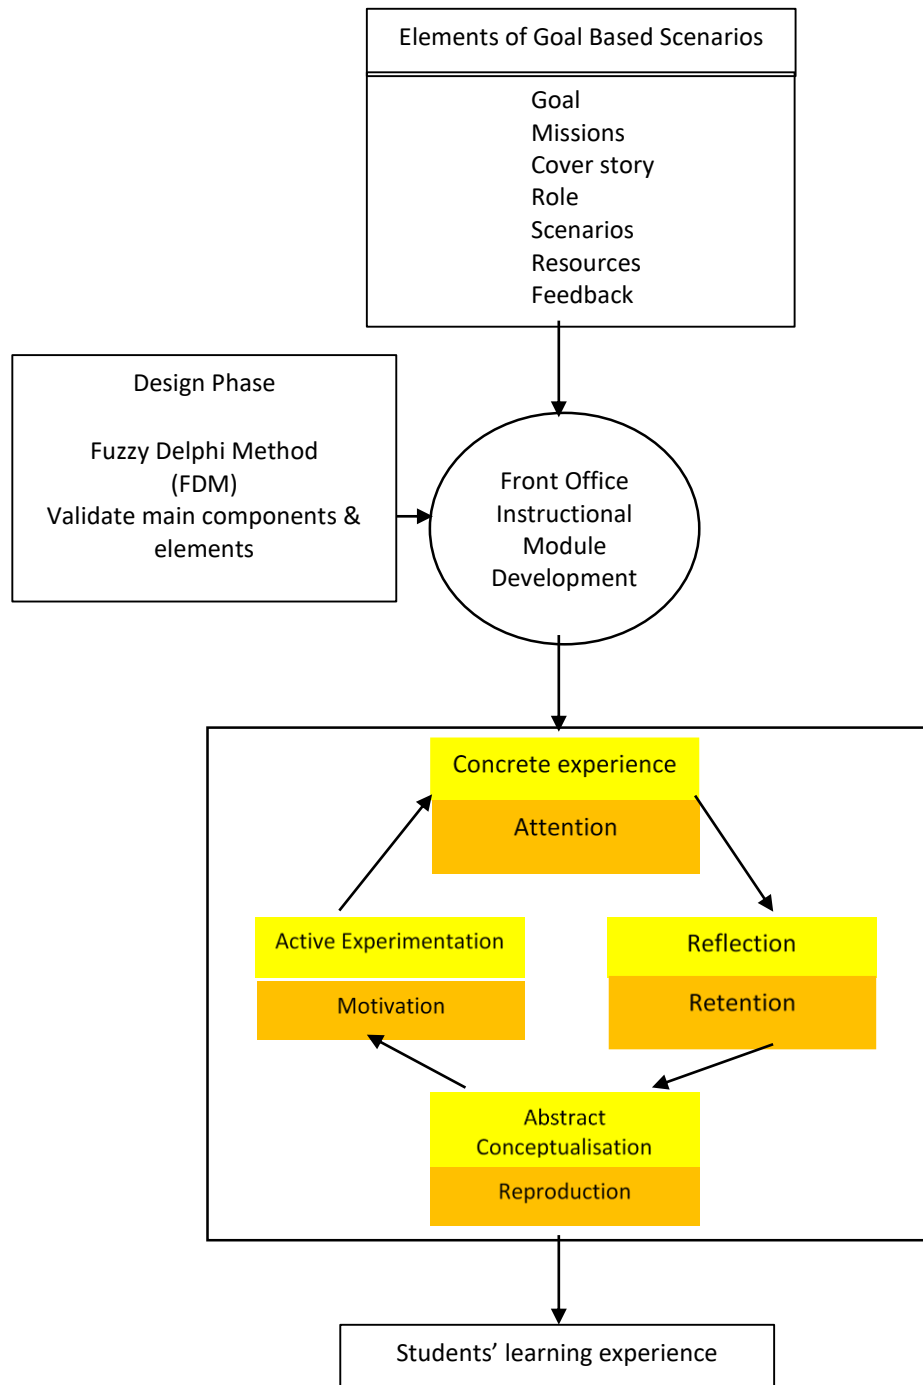 Elements of Goal Based Scenarios
Goal
Missions
Cover story
Role
Scenarios
Resources
Feedback
Design Phase
Fuzzy Delphi Method
(FDM)
Validate main components &
elements
Front Office
Instructional
Module
Development
Concrete experience
Attention
Active Experimentation
Motivation
Reflection
Retention
Abstract
Conceptualisation
Reproduction
Students’ learning experience